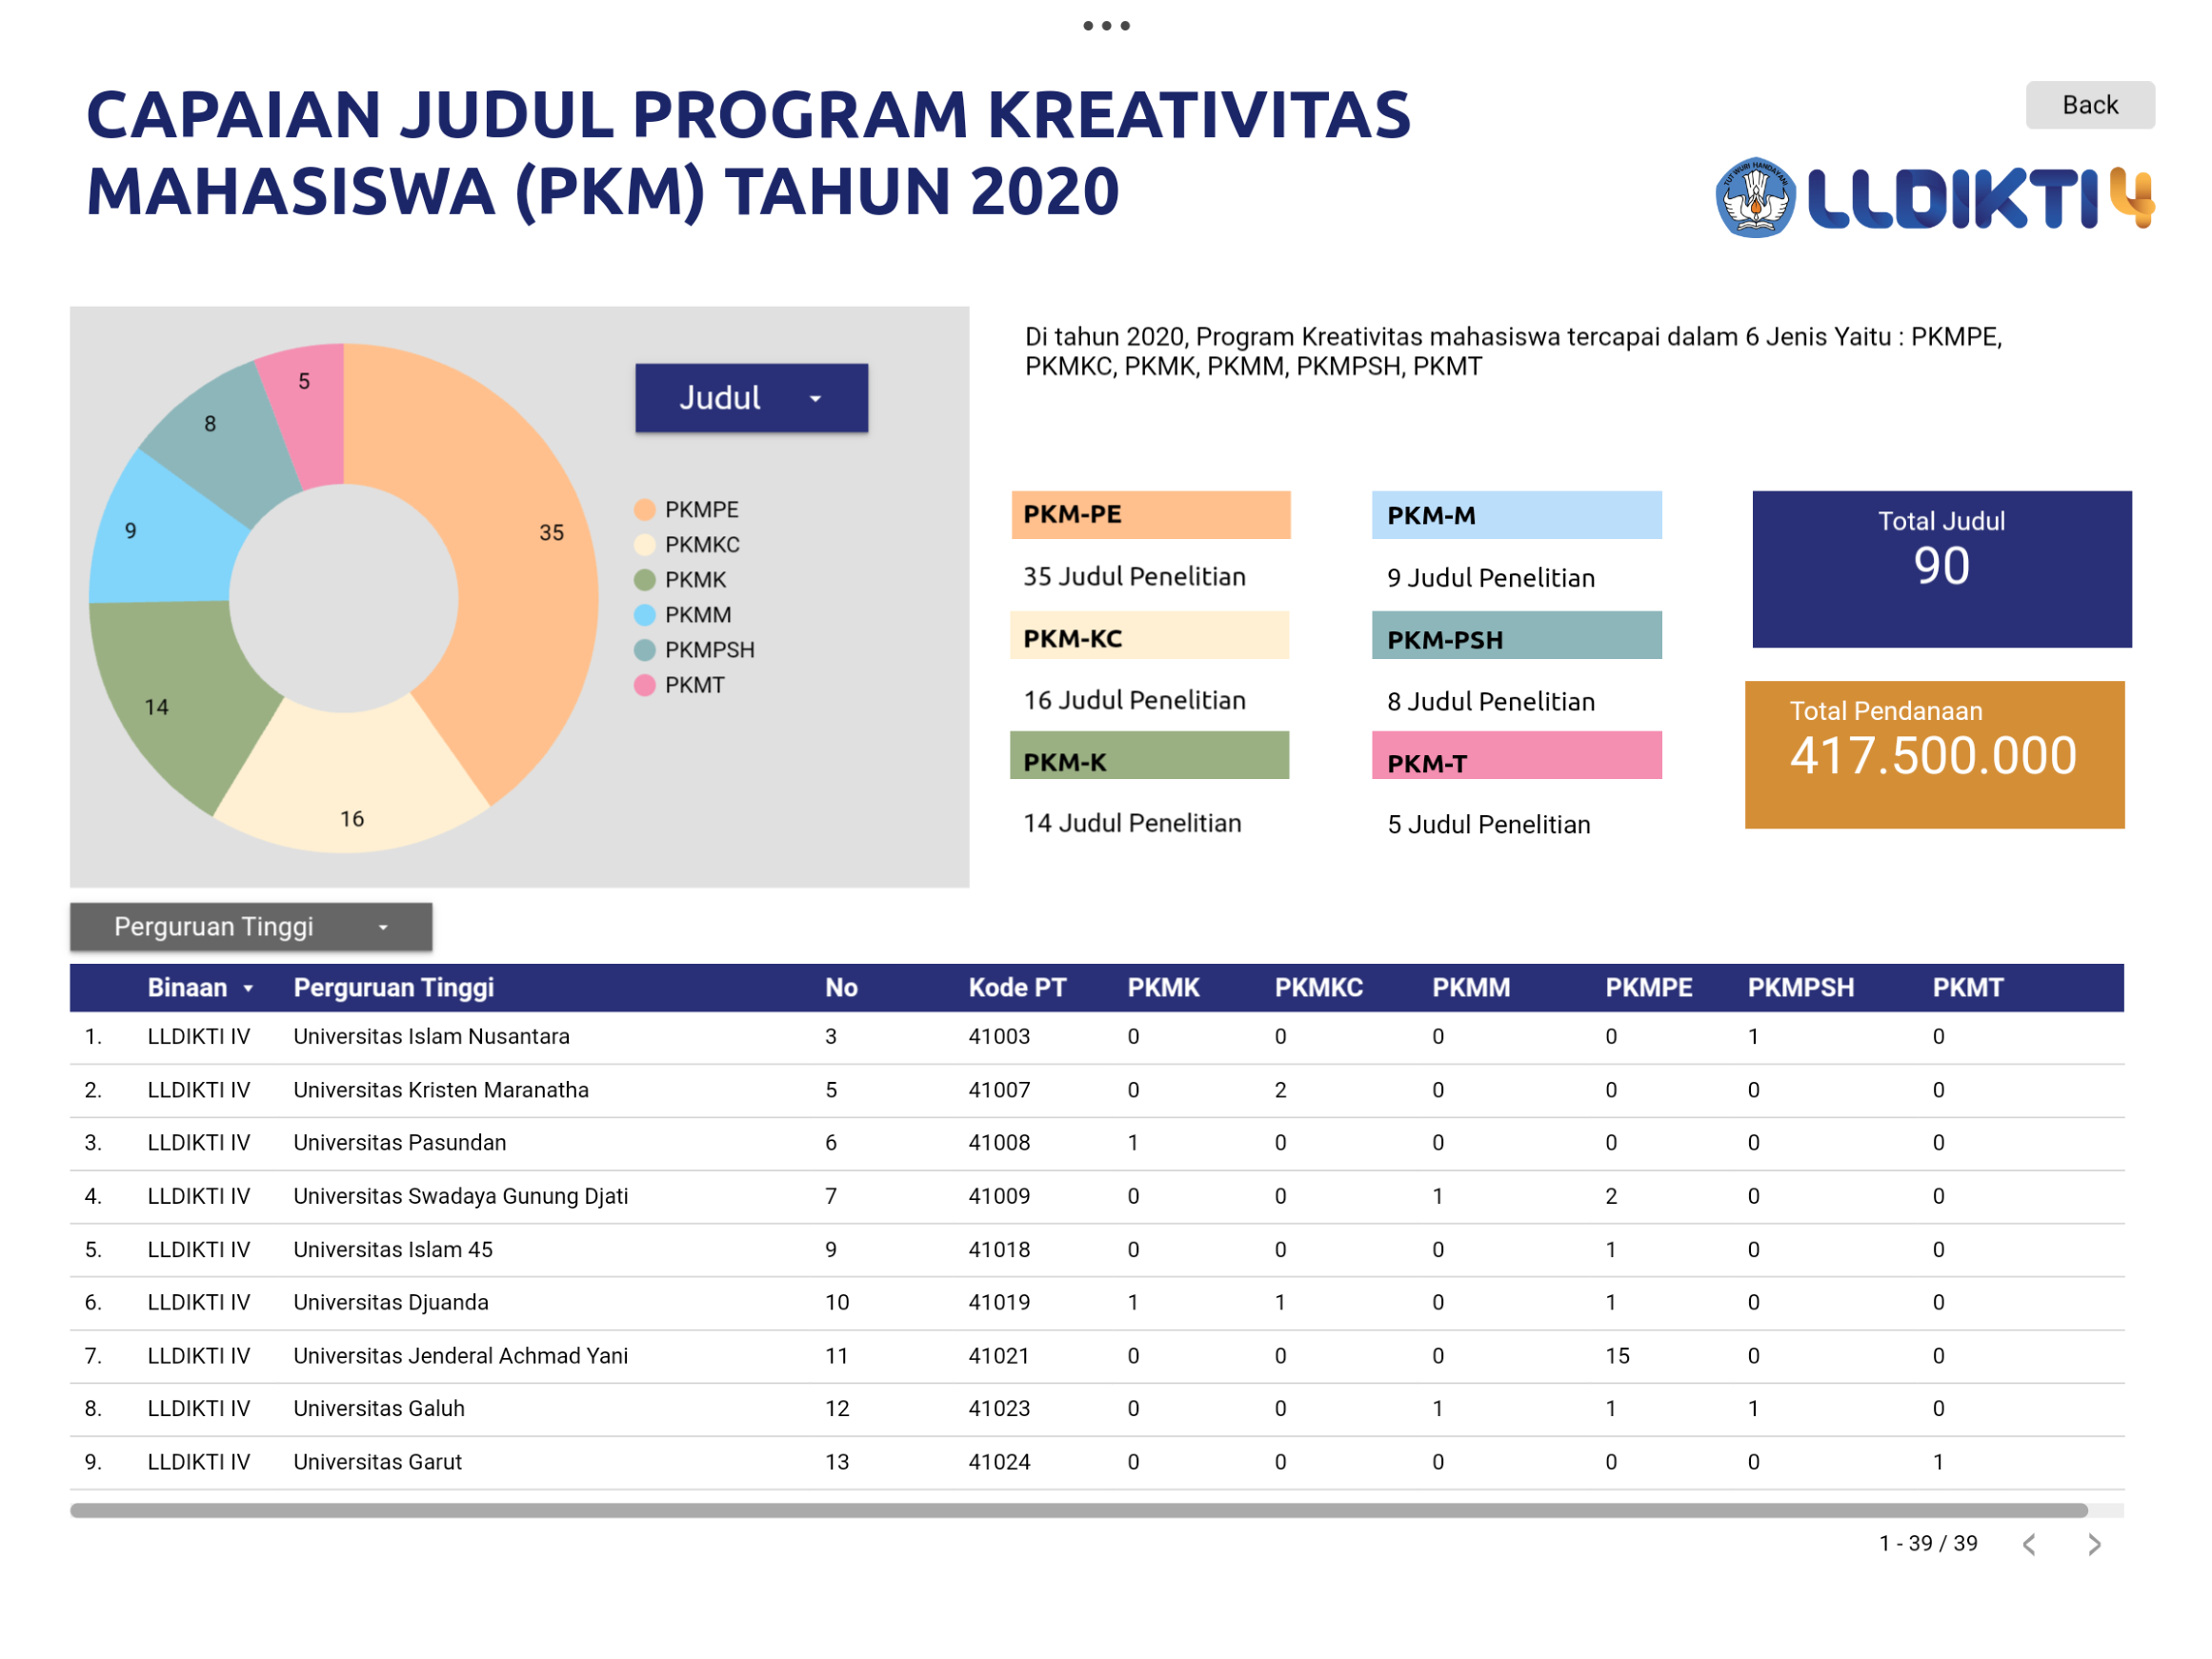 CAPAIAN JUDUL PROGRAM KREATIVITAS
MAHASISWA (PKM) TAHUN 2020
Back
TUT WURI HANDAYANI
LLDIKTI 4
5
8
9
14
16
35
Judul
PKMPE
PKMKC
PKMK
PKMM
PKMPSH
PKMT
Di tahun 2020, Program Kreativitas mahasiswa tercapai dalam 6 Jenis Yaitu : PKMPE,
PKMKC, PKMK, PKMM, PKMPSH, PKMT
PKM-PE
35 Judul Penelitian
PKM-KC
16 Judul Penelitian
PKM-K
14 Judul Penelitian
PKM-M
9 Judul Penelitian
PKM-PSH
8 Judul Penelitian
PKM-T
5 Judul Penelitian
Total Judul
90
Total Pendanaan
417.500.000
Perguruan Tinggi
Binaan Perguruan Tinggi No Kode PT PKMK PKMKC PKMM PKMPE PKMPSH PKMT
1. LLDIKTI IV Universitas Islam Nusantara 3 41003 0 0 0 0 1 0
2. LLDIKTI IV Universitas Kristen Maranatha 5 41007 0 2 0 0 0 0
3. LLDIKTI IV Universitas Pasundan 6 41008 1 0 0 0 0 0
4. LLDIKTI IV Universitas Swadaya Gunung Djati 7 41009 0 0 1 2 0 0
5. LLDIKTI IV Universitas Islam 45 9 41018 0 0 0 1 0 0
6. LLDIKTI IV Universitas Djuanda 10 41019 1 1 0 1 0 0
7. LLDIKTI IV Universitas Jenderal Achmad Yani 11 41021 0 0 0 15 0 0
8. LLDIKTI IV Universitas Galuh 12 41023 0 0 1 1 1 0
9. LLDIKTI IV Universitas Garut 13 41024 0 0 0 0 0 1
1 - 39 / 39